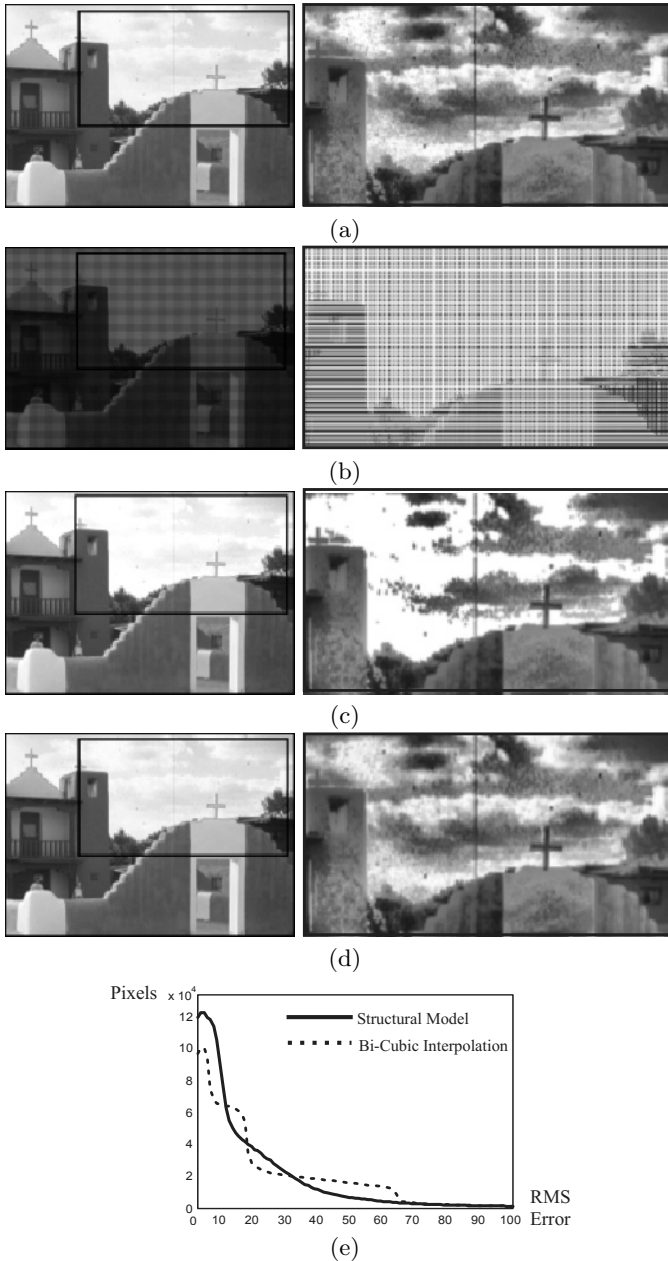 (a)
(b)
(c)
(d)
Pixels x 10^4
12
10
8
6
4
2
0
Structural Model
Bi-Cubic Interpolation
0 10 20 30 40 50 60 70 80 90 100
RMS
Error
(e)